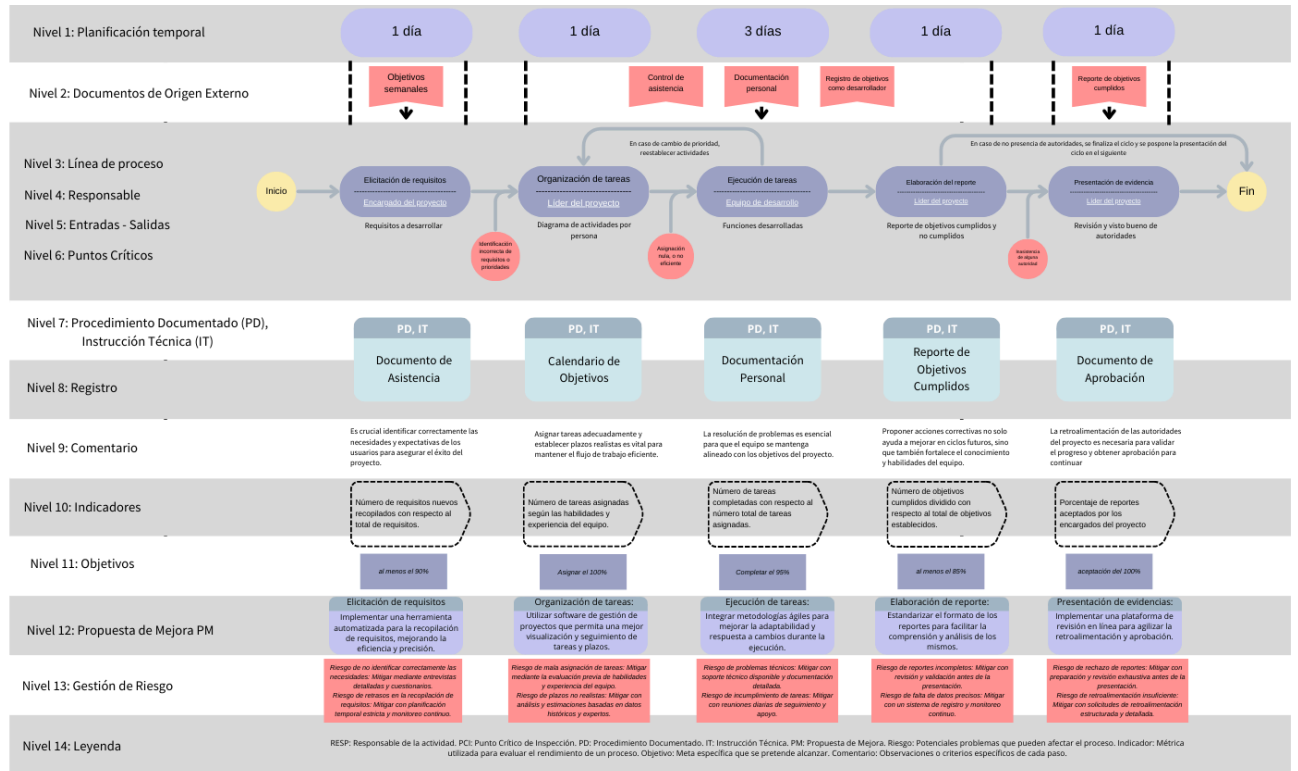 Nivel 1: Planificación temporal
1 día
1 día
3 días
1 día
1 día
Nivel 2: Documentos de Origen Externo
Objetivos
semanales
Control de
asistencia
Documentación
personal
Registro de objetivos
como desarrollador
Reporte de objetivos
cumplidos
Nivel 3: Línea de proceso
Nivel 4: Responsable
Nivel 5: Entradas - Salidas
Nivel 6: Puntos Críticos
En caso de cambio de prioridad,
reestablecer actividades
En caso de no presencia de autoridades, se finaliza el ciclo y se pospone la presentación del
ciclo en el siguiente
Inicio
Elicitación de requisitos
Encargado del proyecto
Requisitos a desarrollar
Identificación
incorrecta de
requisitos o
prioridades
Organización de tareas
Líder del proyecto
Diagrama de actividades por
persona
Asignación
nula, o no
eficiente
Ejecución de tareas
Equipo de desarrollo
Funciones desarrolladas
Elaboración del reporte
Líder del proyecto
Reporte de objetivos cumplidos y
no cumplidos
Inasistencia
de alguna
autoridad
Presentación de evidencia
Líder del proyecto
Revisión y visto bueno de
autoridades
Fin
Nivel 7: Procedimiento Documentado (PD),
Instrucción Técnica (IT)
PD, IT
PD, IT
PD, IT
PD, IT
PD, IT
Nivel 8: Registro
Documento de
Asistencia
Calendario de
Objetivos
Documentación
Personal
Reporte de
Objetivos
Cumplidos
Documento de
Aprobación
Nivel 9: Comentario
Es crucial identificar correctamente las
necesidades y expectativas de los
usuarios para asegurar el éxito del
proyecto.
Asignar tareas adecuadamente y
establecer plazos realistas es vital para
mantener el flujo de trabajo eficiente.
La resolución de problemas es esencial
para que el equipo se mantenga
alineado con los objetivos del proyecto.
Proponer acciones correctivas no solo
ayuda a mejorar en ciclos futuros, sino
que también fortalece el conocimiento
y habilidades del equipo.
La retroalimentación de las autoridades
del proyecto es necesaria para validar
el progreso y obtener aprobación para
continuar
Nivel 10: Indicadores
Número de requisitos nuevos
recopilados con respecto al
total de requisitos.
Número de tareas asignadas
según las habilidades y
experiencia del equipo.
Número de tareas
completadas con respecto al
número total de tareas
asignadas.
Número de objetivos
cumplidos dividido con
respecto al total de objetivos
establecidos.
Porcentaje de reportes
aceptados por los
encargados del proyecto
Nivel 11: Objetivos
al menos el 90%
Asignar el 100%
Completar el 95%
al menos el 85%
aceptación del 100%
Nivel 12: Propuesta de Mejora PM
Elicitación de requisitos
Implementar una herramienta
automatizada para la recopilación
de requisitos, mejorando la
eficiencia y precisión.
Organización de tareas:
Utilizar software de gestión de
proyectos que permita una mejor
visualización y seguimiento de
tareas y plazos.
Ejecución de tareas:
Integrar metodologías ágiles para
mejorar la adaptabilidad y
respuesta a cambios durante la
ejecución.
Elaboración de reporte:
Estandarizar el formato de los
reportes para facilitar la
comprensión y análisis de los
mismos.
Presentación de evidencias:
Implementar una plataforma de
revisión en línea para agilizar la
retroalimentación y aprobación.
Nivel 13: Gestión de Riesgo
Riesgo de no identificar correctamente las
necesidades: Mitigar mediante entrevistas
detalladas y cuestionarios.
Riesgo de retrasos en la recopilación de
requisitos: Mitigar con planificación
temporal estricta y monitoreo continuo.
Riesgo de mala asignación de tareas: Mitigar
mediante la evaluación previa de habilidades
y experiencia del equipo.
Riesgo de plazos no realistas: Mitigar con
análisis y estimaciones basadas en datos
históricos y expertos.
Riesgo de problemas técnicos: Mitigar con
soporte técnico disponible y documentación
detallada.
Riesgo de incumplimiento de tareas: Mitigar
con reuniones diarias de seguimiento y
apoyo.
Riesgo de reportes incompletos: Mitigar con
revisión y validación antes de la
presentación.
Riesgo de falta de datos precisos: Mitigar
con un sistema de registro y monitoreo
continuo.
Riesgo de rechazo de reportes: Mitigar con
preparación y revisión exhaustiva antes de la
presentación.
Riesgo de retroalimentación insuficiente:
Mitigar con solicitudes de retroalimentación
estructurada y detallada.
Nivel 14: Leyenda
RESP: Responsable de la actividad. PCI: Punto Crítico de Inspección. PD: Procedimiento Documentado. IT: Instrucción Técnica. PM: Propuesta de Mejora. Riesgo: Potenciales problemas que pueden afectar el proceso. Indicador: Métrica
utilizada para evaluar el rendimiento de un proceso. Objetivo: Meta específica que se pretende alcanzar. Comentario: Observaciones o criterios específicos de cada paso.